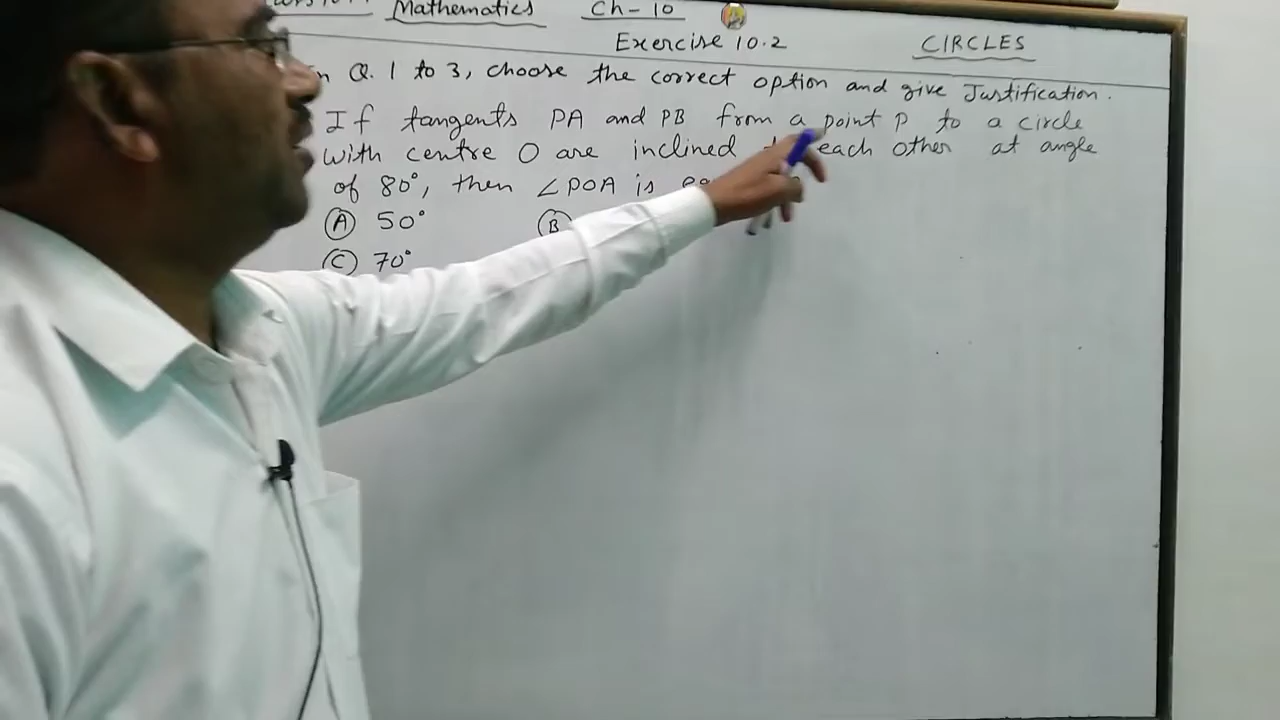 Mathematics Ch-10
Exercise 10.2 CIRCLES
Q. 1 to 3, choose the correct option and give Justification.
If tangents PA and PB from a point P to a circle
with centre O are inclined each other at angle
of 80°, then ∠POA is
(A) 50° (B)
(C) 70°